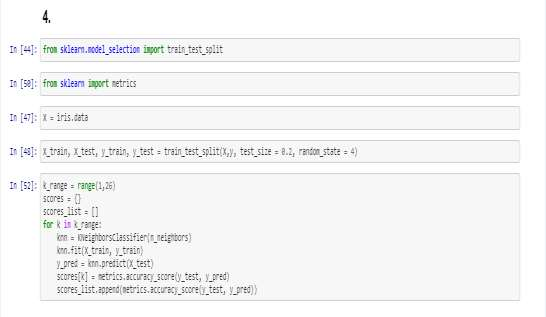 4.
In [44]: from sklearn.model_selection import train_test_split
In [50]: from sklearn import metrics
In [47]: X = iris.data
In [48]: X_train, X_test, y_train, y_test = train_test_split(X,y, test_size = 0.2, random_state = 4)
In [52]: k_range = range(1,26)
scores = {}
scores_list = []
for k in k_range:
    knn = KNeighborsClassifier(n_neighbors)
    knn.fit(X_train, y_train)
    y_pred = knn.predict(X_test)
    scores[k] = metrics.accuracy_score(y_test, y_pred)
    scores_list.append(metrics.accuracy_score(y_test, y_pred))